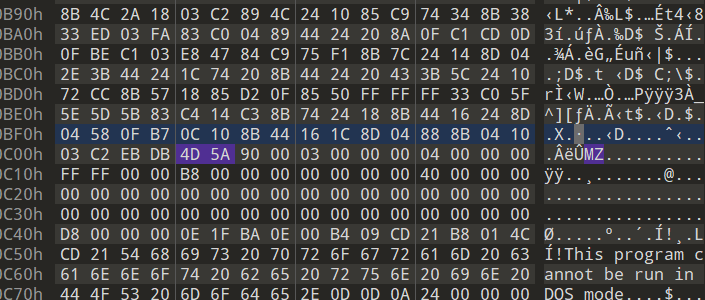 0B90h 8B 4C 2A 18 03 C2 89 4C 24 10 85 C9 74 34 8B 38 ‹L*..Â‰L$.…Ét4‹8
0BA0h 33 ED 03 FA 83 C0 04 89 44 24 20 8A 0F C1 CD 0D 3í.úƒÀ.‰D$ Š.ÁÍ.
0BB0h 0F BE C1 03 E8 47 84 C9 75 F1 8B 7C 24 14 8D 04 .¾Á.èG„Éuñ‹|$...
0BC0h 2E 3B 44 24 1C 74 20 8B 44 24 20 43 3B 5C 24 10 .;D$.t ‹D$ C;\$.
0BD0h 72 CC 8B 57 18 85 D2 0F 85 50 FF FF FF 33 C0 5F rÌ‹W.…Ò.…Pÿÿÿ3À_
0BE0h 5E 5D 5B 83 C4 14 C3 8B 74 24 18 8B 44 16 24 8D ^][ƒÄ.Ã‹t$.‹D.$.
0BF0h 04 58 0F B7 0C 10 8B 44 16 1C 8D 04 88 8B 04 10 .X.·..‹D....ˆ‹..
0C00h 03 C2 EB DB 4D 5A 90 00 03 00 00 00 04 00 00 00 .ÂëÛMZ..........
0C10h FF FF 00 00 B8 00 00 00 00 00 00 00 40 00 00 00 ÿÿ..¸.......@...
0C20h 00 00 00 00 00 00 00 00 00 00 00 00 00 00 00 00 ................
0C30h 00 00 00 00 00 00 00 00 00 00 00 00 00 00 00 00 ................
0C40h D8 00 00 00 0E 1F BA 0E 00 B4 09 CD 21 B8 01 4C Ø.....º..´.Í!¸.L
0C50h CD 21 54 68 69 73 20 70 72 6F 67 72 61 6D 20 63 Í!This program c
0C60h 61 6E 6E 6F 74 20 62 65 20 72 75 6E 20 69 6E 20 annot be run in
0C70h 44 4F 53 20 6D 6F 64 65 2E 0D 0D 0A 24 00 00 00 DOS mode....$...